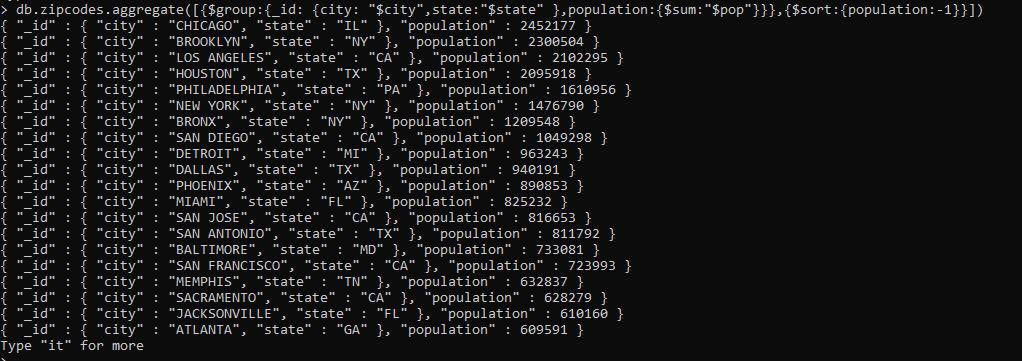 > db.zipcodes.aggregate([{$group:{_id: {city: "$city",state:"$state" },population:{$sum:"$pop"}}},{$sort:{population:-1}}])
{ "_id" : { "city" : "CHICAGO", "state" : "IL" }, "population" : 2452177 }
{ "_id" : { "city" : "BROOKLYN", "state" : "NY" }, "population" : 2300504 }
{ "_id" : { "city" : "LOS ANGELES", "state" : "CA" }, "population" : 2102295 }
{ "_id" : { "city" : "HOUSTON", "state" : "TX" }, "population" : 2095918 }
{ "_id" : { "city" : "PHILADELPHIA", "state" : "PA" }, "population" : 1610956 }
{ "_id" : { "city" : "NEW YORK", "state" : "NY" }, "population" : 1476790 }
{ "_id" : { "city" : "BRONX", "state" : "NY" }, "population" : 1209548 }
{ "_id" : { "city" : "SAN DIEGO", "state" : "CA" }, "population" : 1049298 }
{ "_id" : { "city" : "DETROIT", "state" : "MI" }, "population" : 963243 }
{ "_id" : { "city" : "DALLAS", "state" : "TX" }, "population" : 940191 }
{ "_id" : { "city" : "PHOENIX", "state" : "AZ" }, "population" : 890853 }
{ "_id" : { "city" : "MIAMI", "state" : "FL" }, "population" : 825232 }
{ "_id" : { "city" : "SAN JOSE", "state" : "CA" }, "population" : 816653 }
{ "_id" : { "city" : "SAN ANTONIO", "state" : "TX" }, "population" : 811792 }
{ "_id" : { "city" : "BALTIMORE", "state" : "MD" }, "population" : 733081 }
{ "_id" : { "city" : "SAN FRANCISCO", "state" : "CA" }, "population" : 723993 }
{ "_id" : { "city" : "MEMPHIS", "state" : "TN" }, "population" : 632837 }
{ "_id" : { "city" : "SACRAMENTO", "state" : "CA" }, "population" : 628279 }
{ "_id" : { "city" : "JACKSONVILLE", "state" : "FL" }, "population" : 610160 }
{ "_id" : { "city" : "ATLANTA", "state" : "GA" }, "population" : 609591 }
Type "it" for more